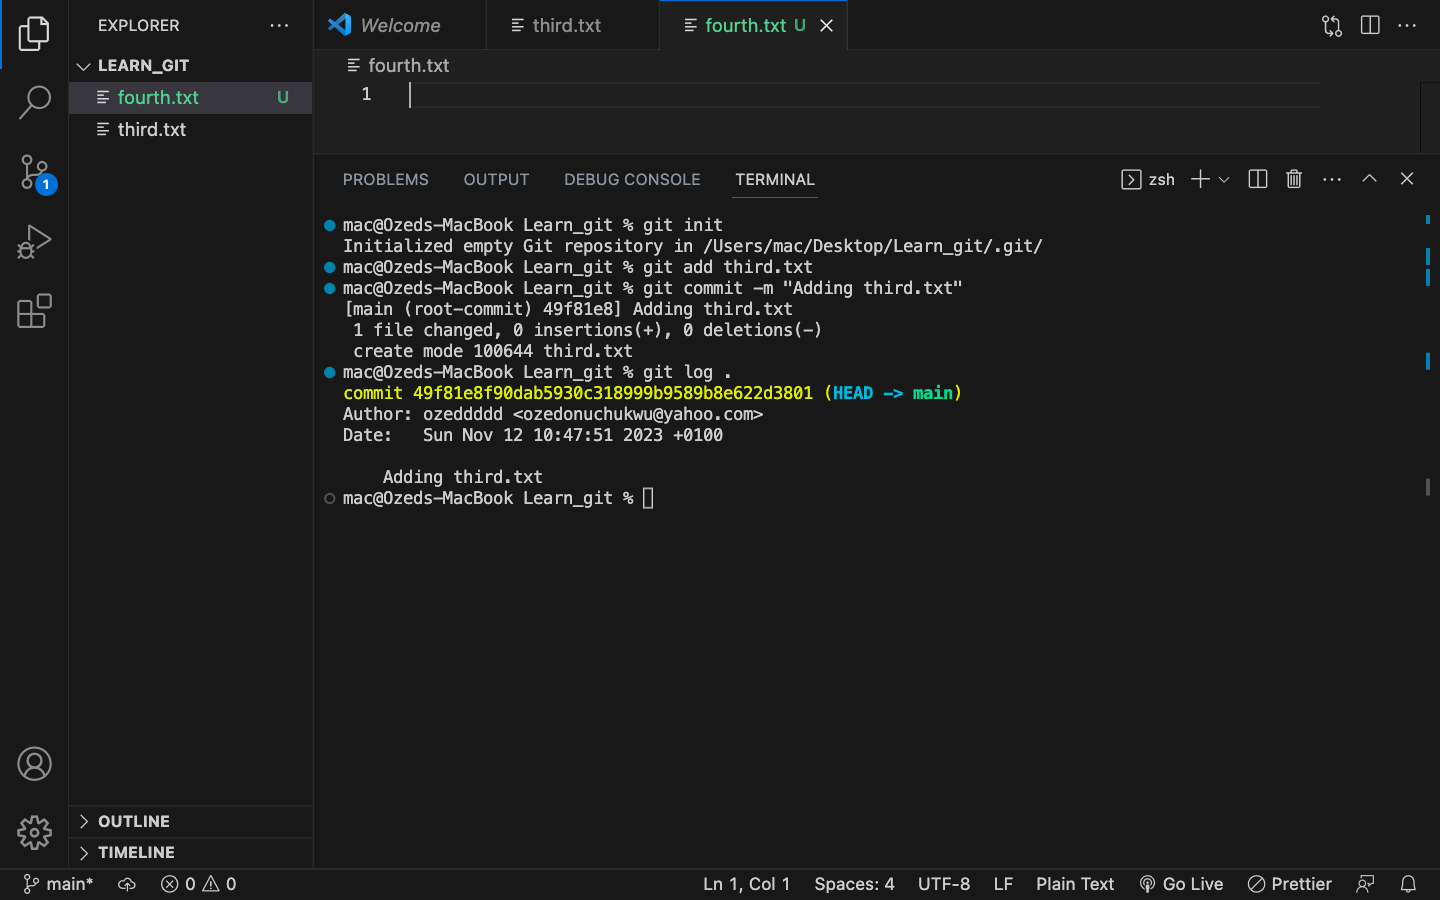 EXPLORER
LEARN_GIT
fourth.txt U
third.txt
1
OUTLINE
TIMELINE
Welcome
third.txt
fourth.txt U
fourth.txt
1
PROBLEMS OUTPUT DEBUG CONSOLE TERMINAL
zsh
mac@Ozeds-MacBook Learn_git % git init
Initialized empty Git repository in /Users/mac/Desktop/Learn_git/.git/
mac@Ozeds-MacBook Learn_git % git add third.txt
mac@Ozeds-MacBook Learn_git % git commit -m "Adding third.txt"
[main (root-commit) 49f81e8] Adding third.txt
1 file changed, 0 insertions(+), 0 deletions(-)
create mode 100644 third.txt
mac@Ozeds-MacBook Learn_git % git log .
commit 49f81e8f90dab5930c318999b9589b8e622d3801 (HEAD -> main)
Author: ozeddddd <ozedonuchukwu@yahoo.com>
Date:   Sun Nov 12 10:47:51 2023 +0100
Adding third.txt
mac@Ozeds-MacBook Learn_git %
main* 0 0 Ln 1, Col 1 Spaces: 4 UTF-8 LF Plain Text Go Live Prettier